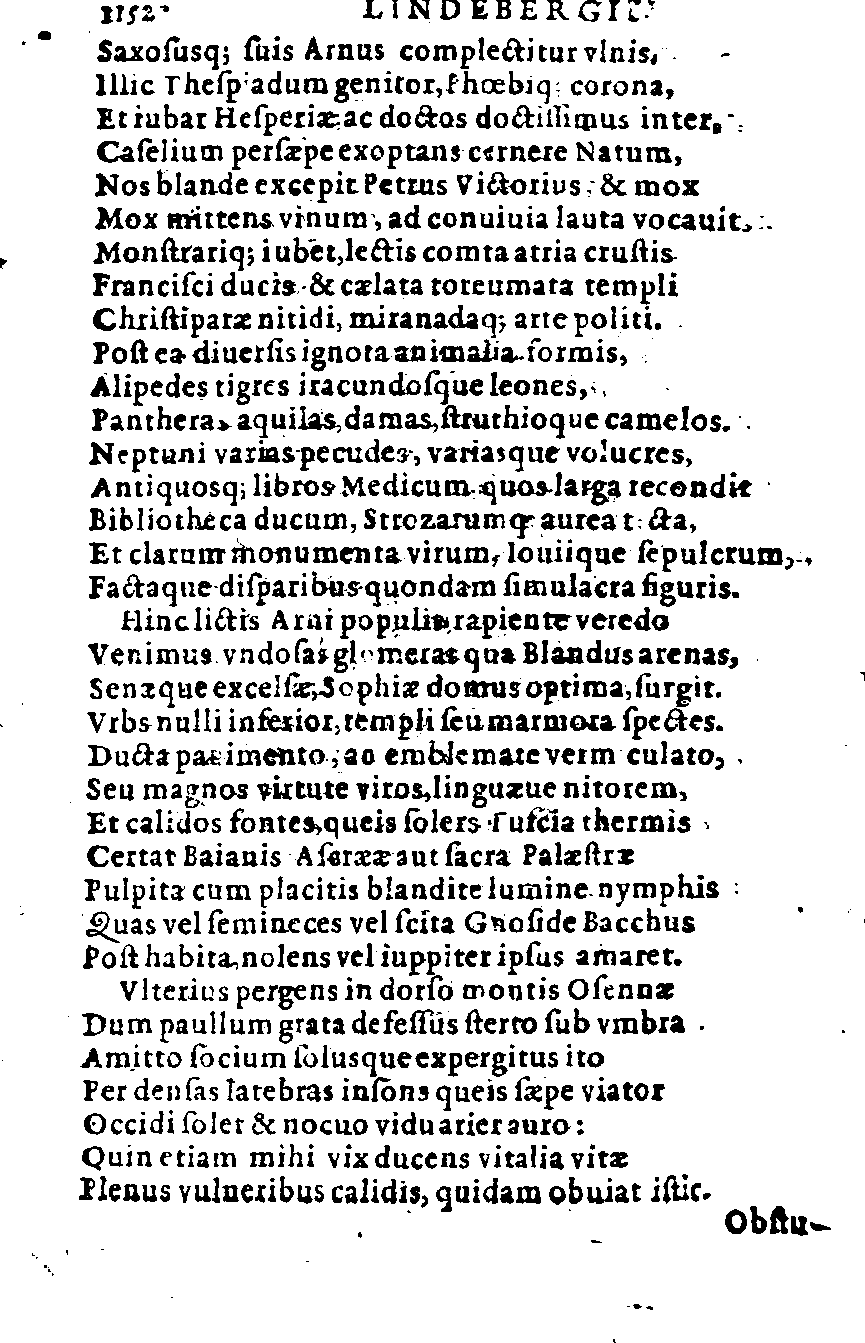 1152 LINDEBERGII
Saxoſusq; ſuis Arnus complectitur vlnis,
Illic Theſpiadum genitor, Phœbiq; corona,
Et iubar Heſperiæ, ac doctos doctiſſimus inter,
Caſelium perſæpe exoptans cernere Natum,
Nos blande excepit Petrus Victorius, & mox
Mox mittens vinum, ad conuiuia lauta vocauit,
Monſtrariq; iubet, lectis comta atria cruſtis
Franciſci ducis & cælata toreumata templi
Chriſtiparæ nitidi, miranadaq; arte politi.
Poſt ea diuerſis ignota animalia formis,
Alipedes tigres iracundoſque leones,
Pantheras aquilas, damas, ſtruthioque camelos.
Neptuni varias pecudes, variasque volucres,
Antiquosq; libros Medicum quos larga recondit
Bibliotheca ducum, Strozarumq; aurea tecta,
Et clarum monumenta virum, Iouiique ſepulcrum,
Factaque diſparibus quondam ſimulacra figuris.
Hinc lictis Arni populis, rapiente veredo
Venimus vndoſas glomerat qua Blandus arenas,
Senæque excelſæ, Sophiæ domus optima, ſurgit.
Vrbs nulli inferior, templi ſeu marmora ſpectes.
Ducta pauimento, ac emblemate verm culato,
Seu magnos virtute viros, linguæue nitorem,
Et calidos fontes, queis ſolers Tuſcia thermis
Certat Baianis Aſcrææ aut ſacra Palæſtræ
Pulpita cum placitis blandite lumine nymphis
Quas vel ſemineces vel ſcita Gnoſide Bacchus
Poſt habita, nolens vel iuppiter ipſus amaret.
Vlterius pergens in dorſo montis Oſennæ
Dum paullum grata defeſſus ſterto ſub vmbra
Amitto ſocium ſolusque expergitus ito
Per denſas latebras inſons queis ſæpe viator
Occidi ſolet & nocuo viduarier auro:
Quin etiam mihi vix ducens vitalia vitæ
Plenus vulneribus calidis, quidam obuiat iſtic.
Obſtu-